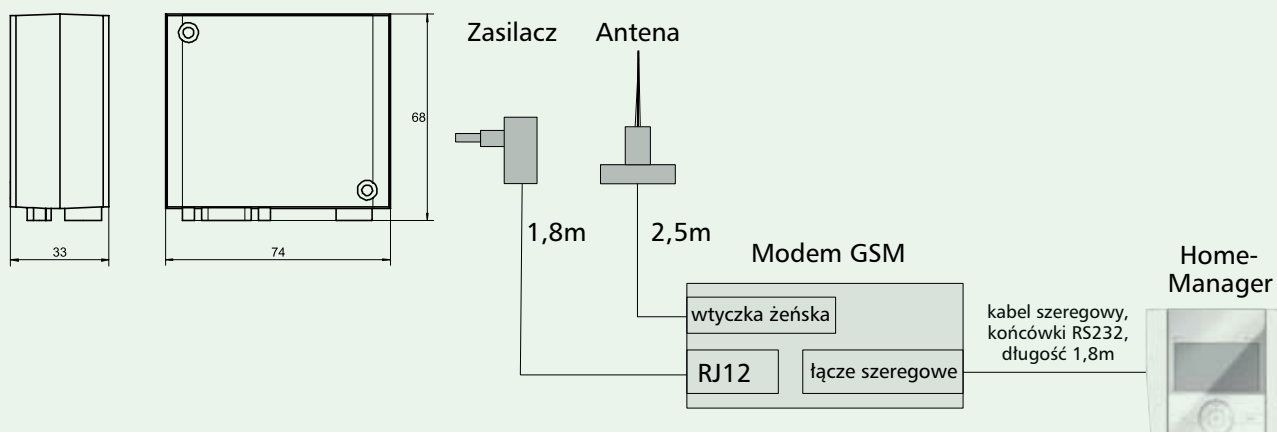 Zasilacz
Antena
68
33
74
1,8m
2,5m
Modem GSM
wtyczka żeńska
RJ12
łącze szeregowe
kabel szeregowy,
końcówki RS232,
długość 1,8m
Home-
Manager